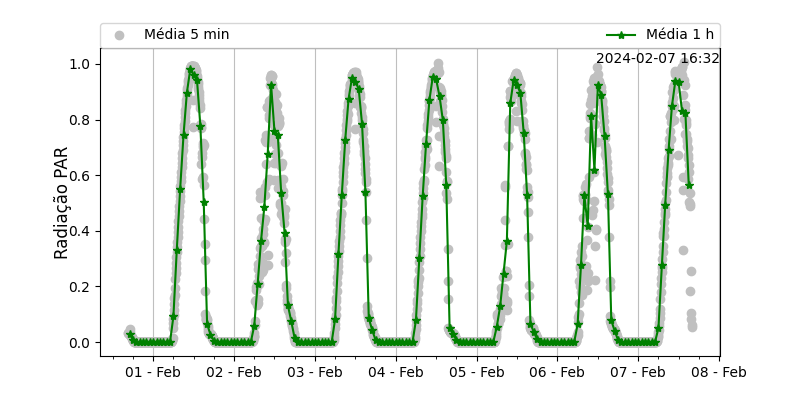 Média 5 min
Média 1 h
2024-02-07 16:32
1.0
0.8
0.6
0.4
0.2
0.0
Radiação PAR
01 - Feb
02 - Feb
03 - Feb
04 - Feb
05 - Feb
06 - Feb
07 - Feb
08 - Feb